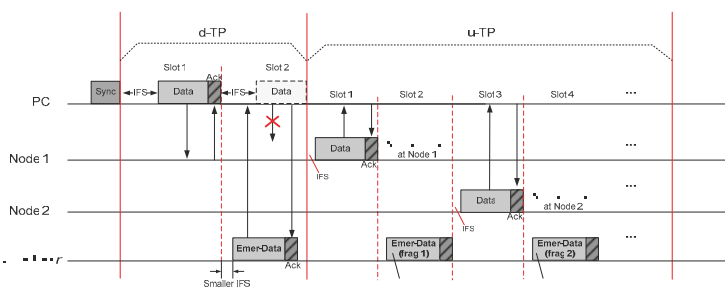 d-TP
u-TP
Slot 1
Slot 2
Slot 1
Slot 2
Slot 3
Slot 4
...
PC
Sync
IFS
Data
Ack
IFS
Data
Node 1
IFS
Data
Ack
at Node 1
...
Node 2
IFS
Data
Ack
at Node 2
...
r
Emer-Data
Ack
Emer-Data
(frag 1)
Emer-Data
(frag 2)
...
Smaller IFS